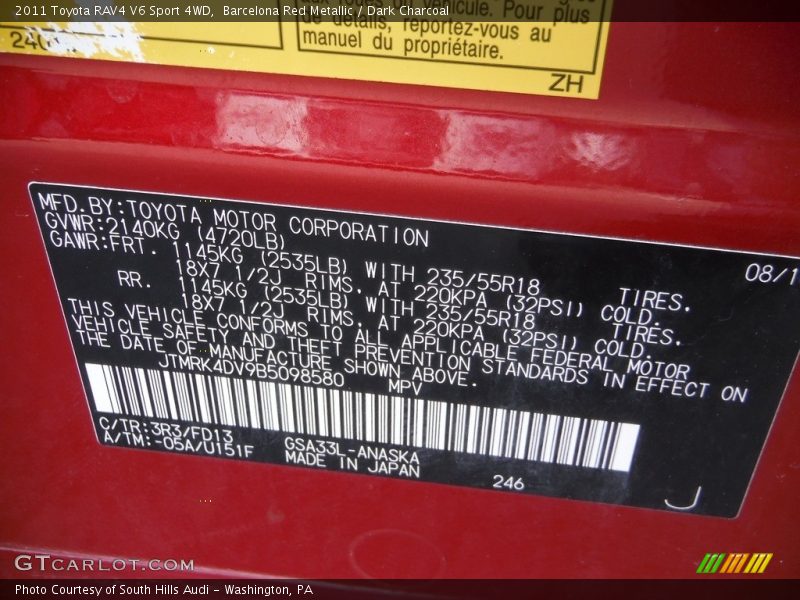 2011 Toyota RAV4 V6 Sport 4WD, Barcelona Red Metallic / Dark Charcoal
véhicule. Pour plus
de détails, reportez-vous au
manuel du propriétaire.
ZH
MFD.BY:TOYOTA MOTOR CORPORATION
08/1
GVWR:2140KG (4720LB)
GAWR:FRT. 1145KG (2535LB) WITH 235/55R18 TIRES.
18X7 1/2J RIMS. AT 220KPA (32PSI) COLD.
RR. 1145KG (2535LB) WITH 235/55R18 TIRES.
18X7 1/2J RIMS. AT 220KPA (32PSI) COLD.
THIS VEHICLE CONFORMS TO ALL APPLICABLE FEDERAL MOTOR
VEHICLE SAFETY AND THEFT PREVENTION STANDARDS IN EFFECT ON
THE DATE OF MANUFACTURE SHOWN ABOVE.
JTMRK4DV9B5098580 MPV
C/TR:3R3/FD13 GSA33L-ANASKA
A/TM:-05A/U151F MADE IN JAPAN
246
J
GTCARLOT.COM
Photo Courtesy of South Hills Audi - Washington, PA